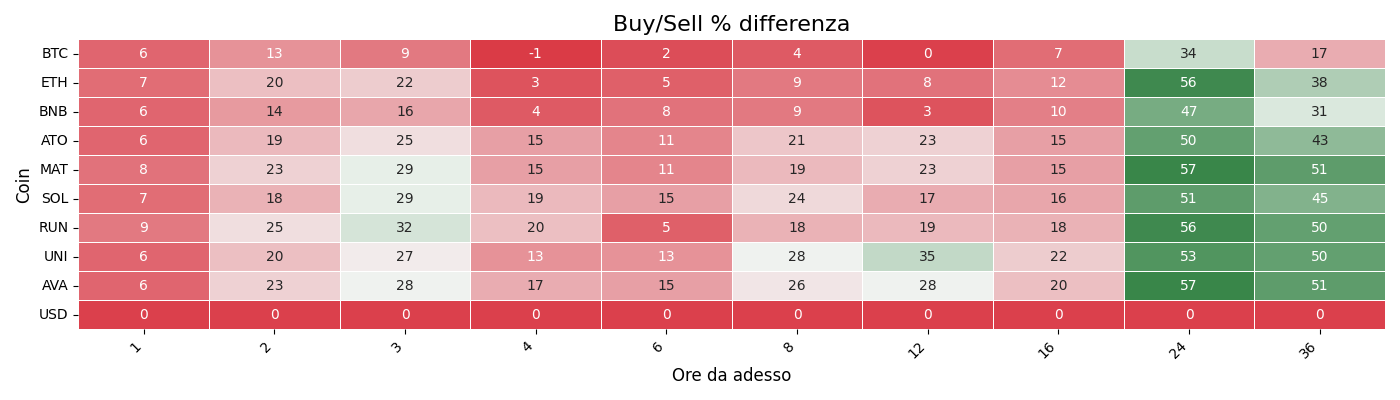 Buy/Sell % differenza
Coin
BTC 6 13 9 -1 2 4 0 7 34 17
ETH 7 20 22 3 5 9 8 12 56 38
BNB 6 14 16 4 8 9 3 10 47 31
ATO 6 19 25 15 11 21 23 15 50 43
MAT 8 23 29 15 11 19 23 15 57 51
SOL 7 18 29 19 15 24 17 16 51 45
RUN 9 25 32 20 5 18 19 18 56 50
UNI 6 20 27 13 13 28 35 22 53 50
AVA 6 23 28 17 15 26 28 20 57 51
USD 0 0 0 0 0 0 0 0 0 0
1 2 3 4 6 8 12 16 24 36
Ore da adesso